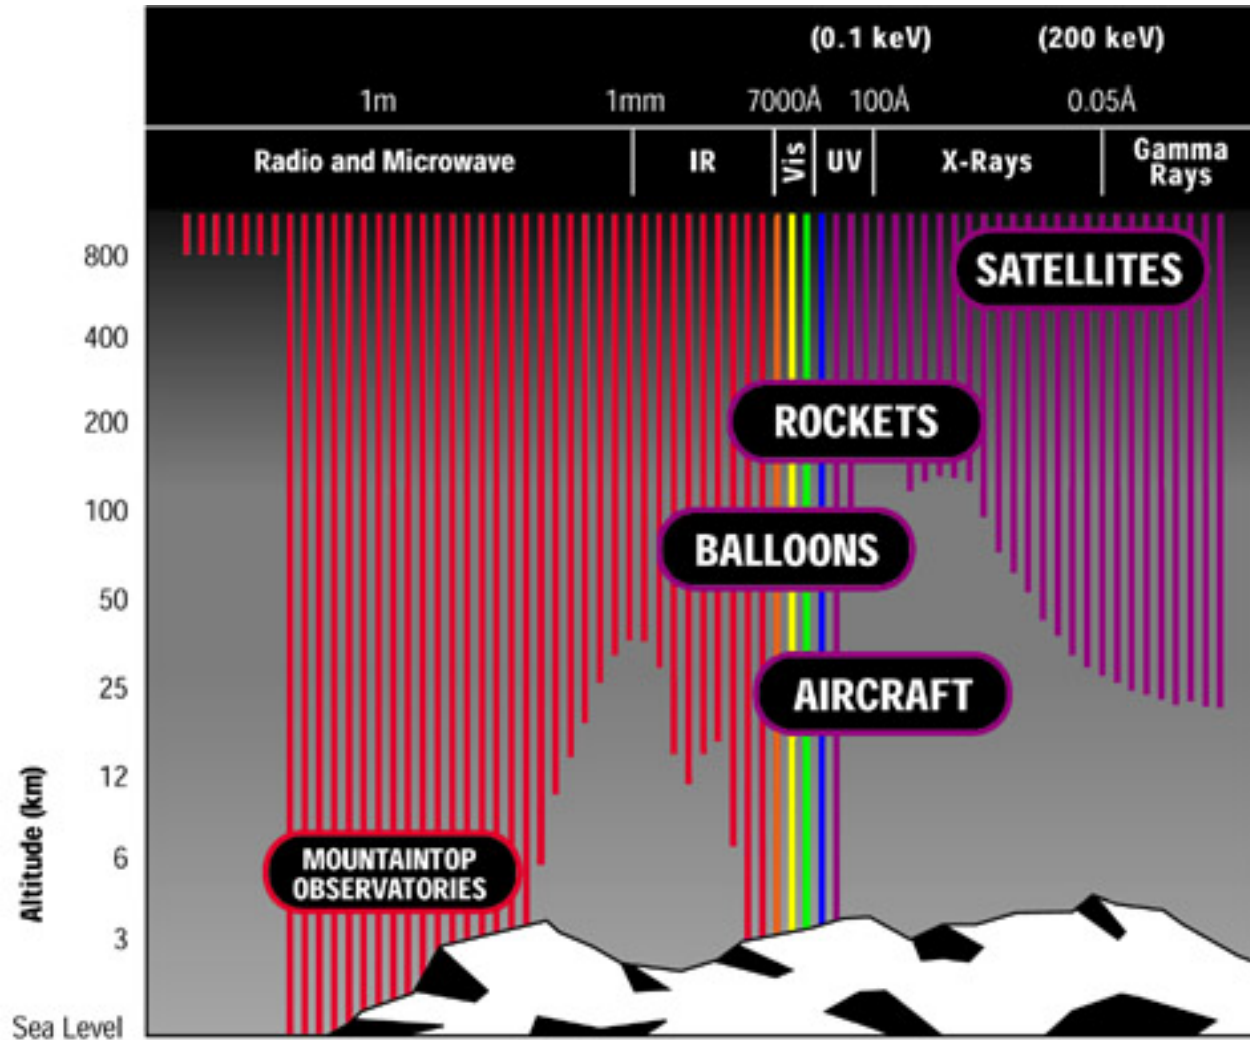 (0.1 keV) (200 keV)
1m 1mm 7000Å 100Å 0.05Å
Radio and Microwave IR Vis UV X-Rays Gamma
Rays
800
SATELLITES
400
200
ROCKETS
100
BALLOONS
50
25
AIRCRAFT
12
Altitude (km)
6
MOUNTAINTOP
OBSERVATORIES
3
Sea Level